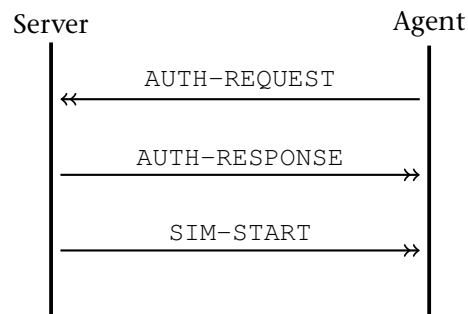 Server
Agent
AUTH-REQUEST
AUTH-RESPONSE
SIM-START